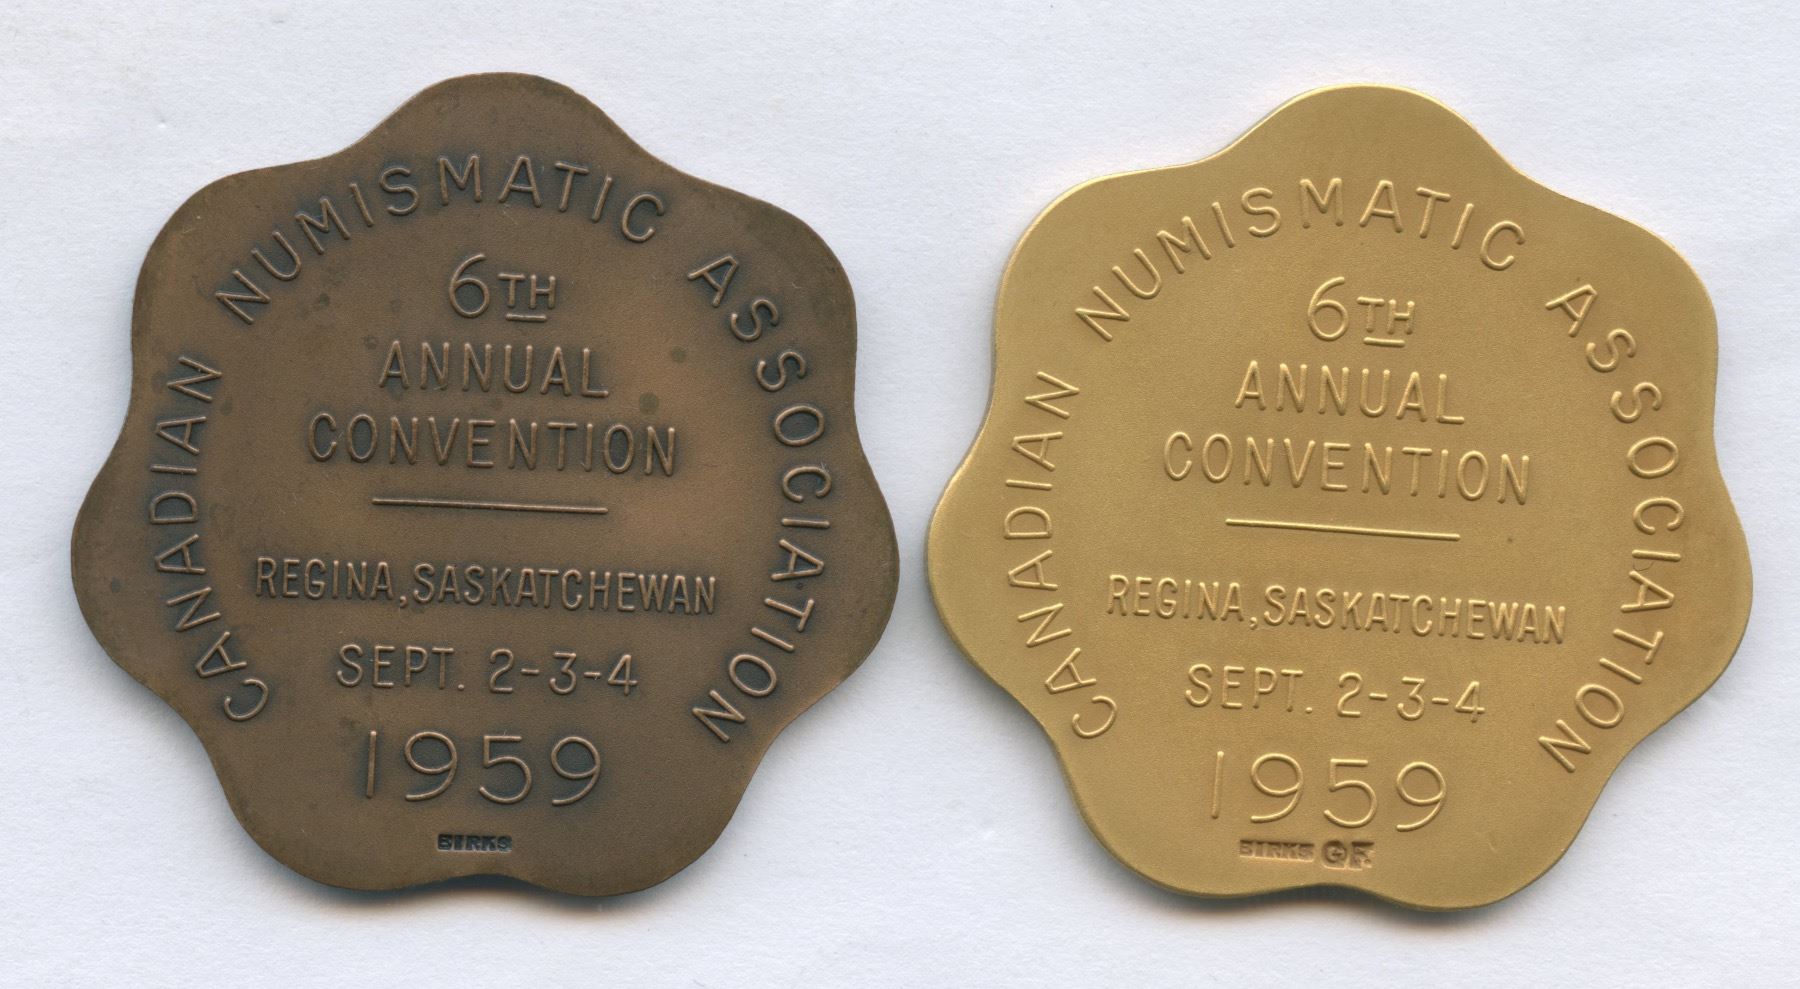 CANADIAN NUMISMATIC ASSOCIATION
6TH
ANNUAL
CONVENTION
REGINA, SASKATCHEWAN
SEPT. 2-3-4
1959
BIRKS
CANADIAN NUMISMATIC ASSOCIATION
6TH
ANNUAL
CONVENTION
REGINA, SASKATCHEWAN
SEPT. 2-3-4
1959
BIRKS G.F.